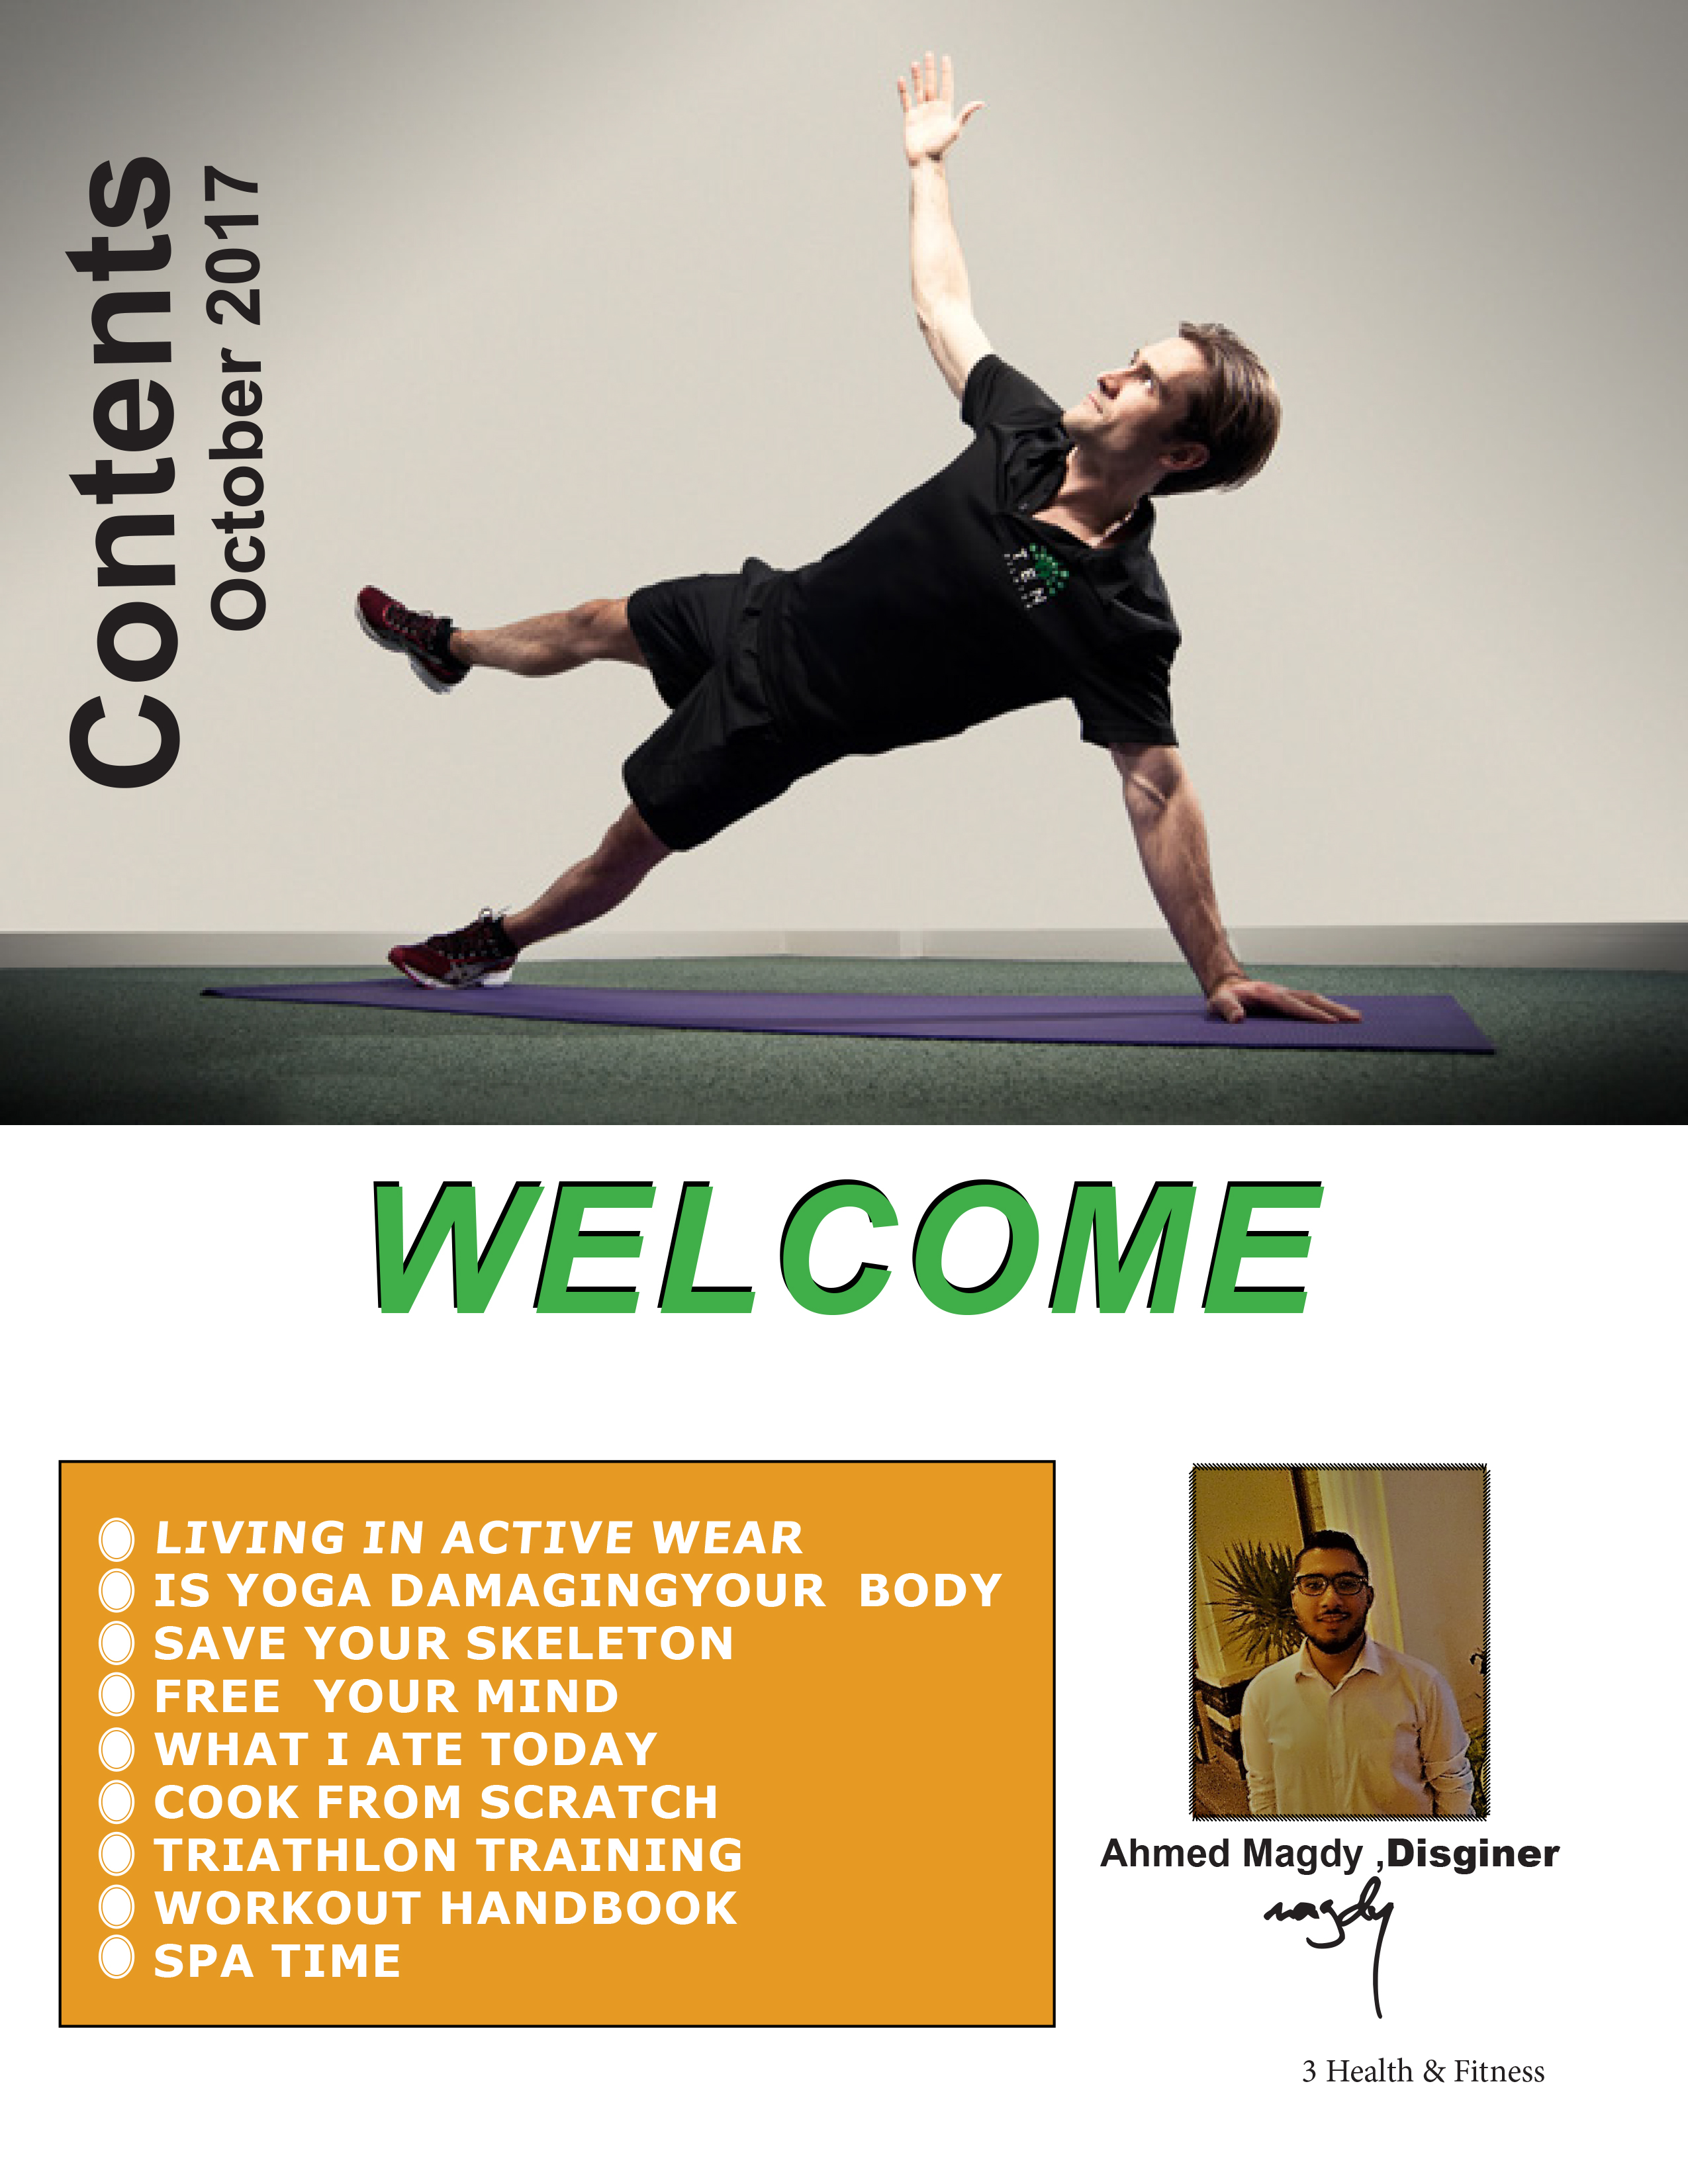 Contents
October 2017
TEN
WELCOME
LIVING IN ACTIVE WEAR
IS YOGA DAMAGINGYOUR  BODY
SAVE YOUR SKELETON
FREE  YOUR MIND
WHAT I ATE TODAY
COOK FROM SCRATCH
TRIATHLON TRAINING
WORKOUT HANDBOOK
SPA TIME
Ahmed Magdy ,Disginer
magdy
3 Health & Fitness